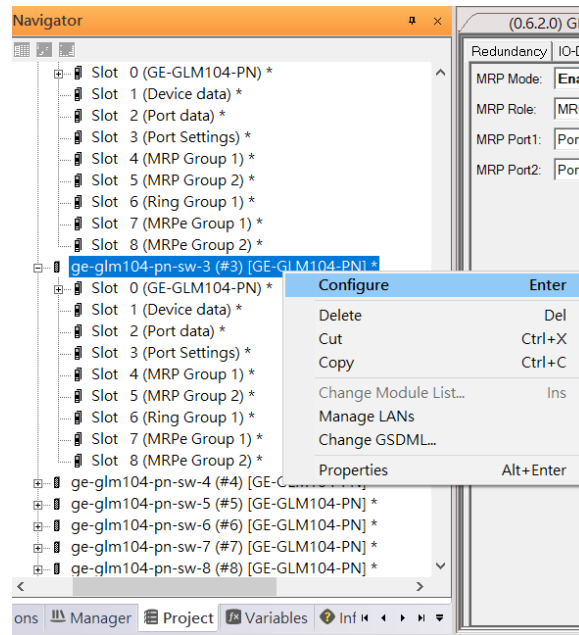 Navigator
(0.6.2.0) G
Redundancy
IO-D
MRP Mode: Ena
MRP Role: MR
MRP Port1: Por
MRP Port2: Por
Slot 0 (GE-GLM104-PN) *
Slot 1 (Device data) *
Slot 2 (Port data) *
Slot 3 (Port Settings) *
Slot 4 (MRP Group 1) *
Slot 5 (MRP Group 2) *
Slot 6 (Ring Group 1) *
Slot 7 (MRPe Group 1) *
Slot 8 (MRPe Group 2) *
ge-glm104-pn-sw-3 (#3) [GE-GLM104-PN] *
Slot 0 (GE-GLM104-PN) *
Slot 1 (Device data) *
Slot 2 (Port data) *
Slot 3 (Port Settings) *
Slot 4 (MRP Group 1) *
Slot 5 (MRP Group 2) *
Slot 6 (Ring Group 1) *
Slot 7 (MRPe Group 1) *
Slot 8 (MRPe Group 2) *
ge-glm104-pn-sw-4 (#4) [GE-GLM104-PN] *
ge-glm104-pn-sw-5 (#5) [GE-GLM104-PN] *
ge-glm104-pn-sw-6 (#6) [GE-GLM104-PN] *
ge-glm104-pn-sw-7 (#7) [GE-GLM104-PN] *
ge-glm104-pn-sw-8 (#8) [GE-GLM104-PN] *
Configure Enter
Delete Del
Cut Ctrl+X
Copy Ctrl+C
Change Module List... Ins
Manage LANs
Change GSDML...
Properties Alt+Enter
ons Manager Project Variables Inf